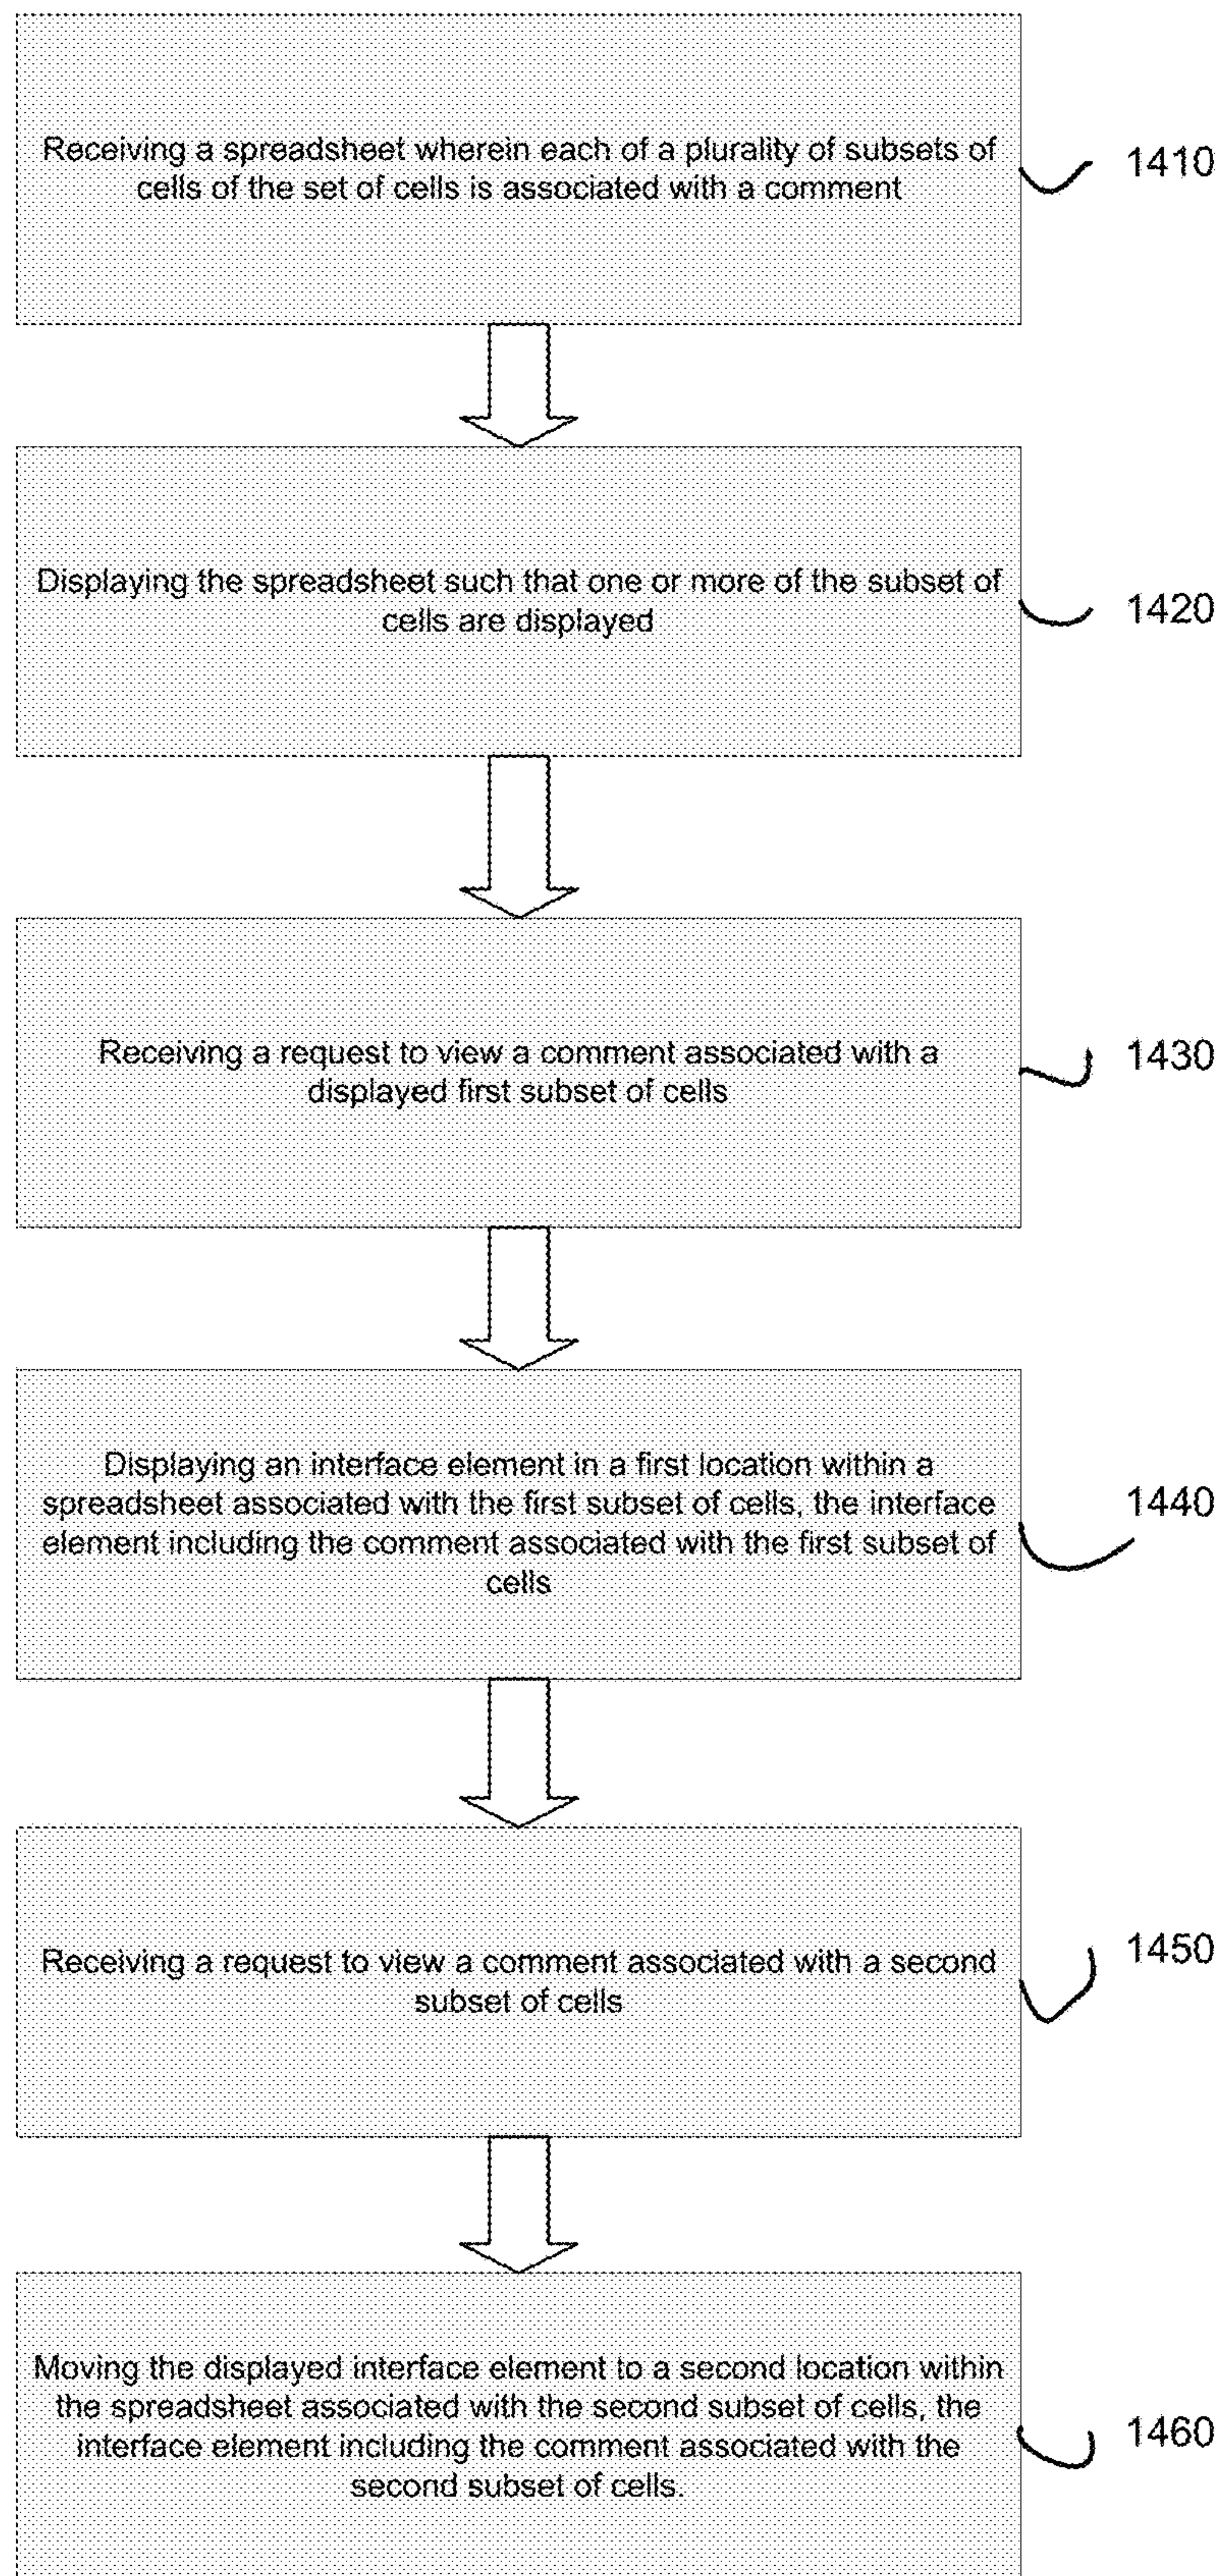 Receiving a spreadsheet wherein each of a plurality of subsets of
cells of the set of cells is associated with a comment
1410
Displaying the spreadsheet such that one or more of the subset of
cells are displayed
1420
Receiving a request to view a comment associated with a
displayed first subset of cells
1430
Displaying an interface element in a first location within a
spreadsheet associated with the first subset of cells, the interface
element including the comment associated with the first subset of
cells
1440
Receiving a request to view a comment associated with a second
subset of cells
1450
Moving the displayed interface element to a second location within
the spreadsheet associated with the second subset of cells, the
interface element including the comment associated with the
second subset of cells.
1460